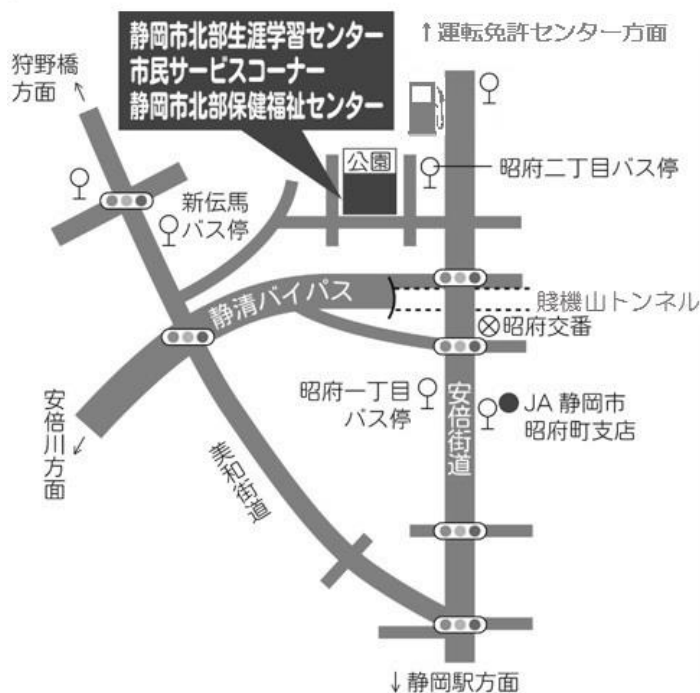 静岡市北部生涯学習センター
市民サービスコーナー
静岡市北部保健福祉センター
↑運転免許センター方面
狩野橋
方面
公園
昭府二丁目バス停
新伝馬
バス停
静清バイパス
賤機山トンネル
昭府交番
安倍川方面
昭府一丁目
バス停
安倍街道
JA 静岡市
昭府町支店
美和街道
↓静岡駅方面